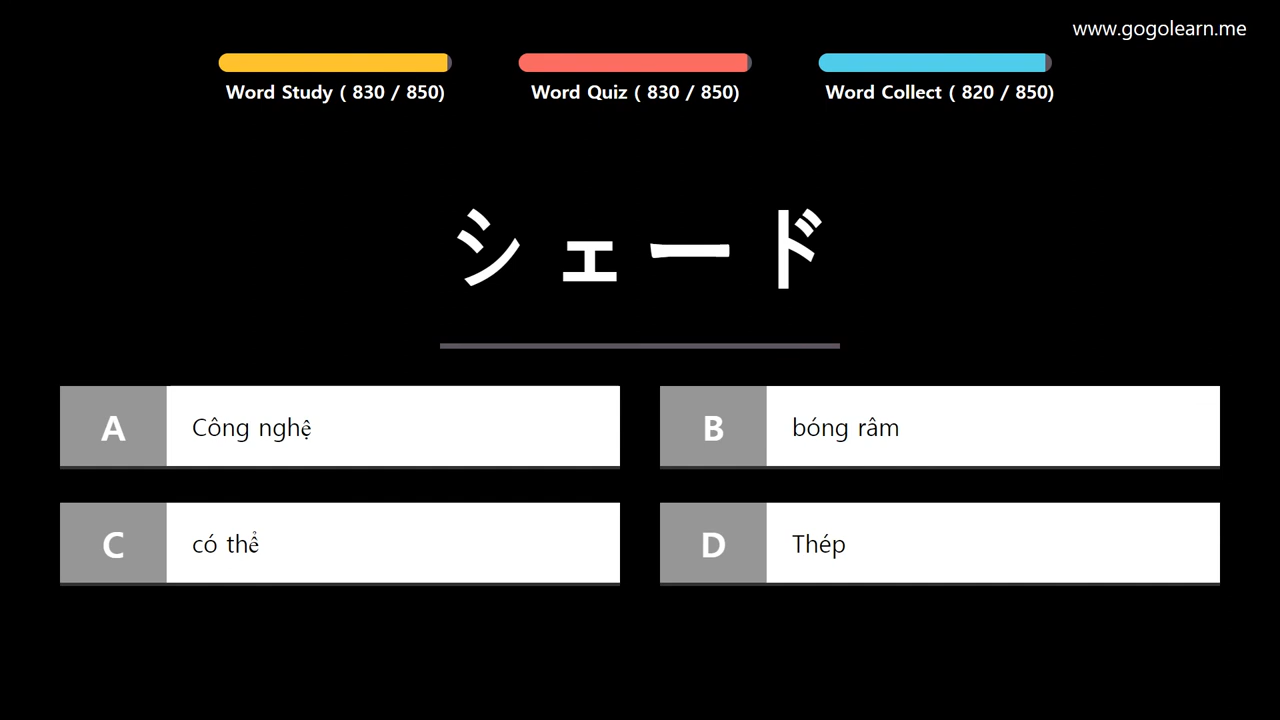 www.gogolearn.me
Word Study ( 830 / 850)
Word Quiz ( 830 / 850)
Word Collect ( 820 / 850)
シェード
A Công nghệ
B bóng râm
C có thể
D Thép